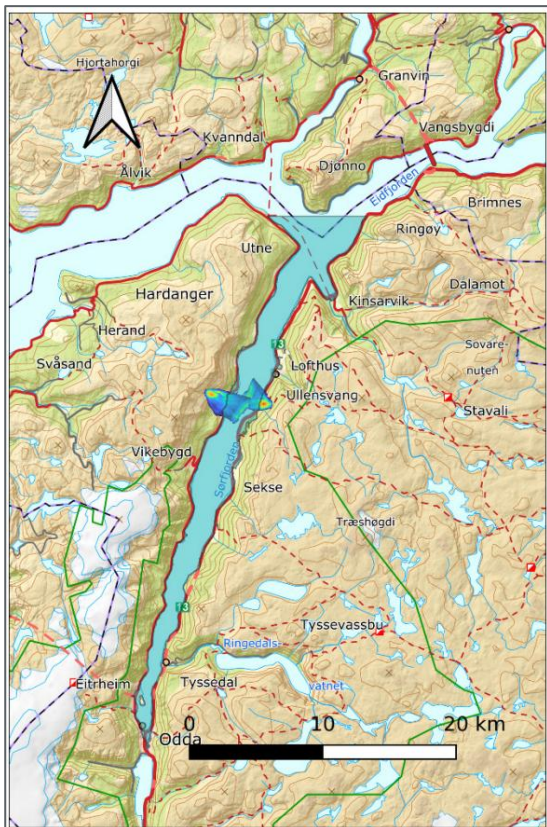 Hjortahorgi
Granvin
Kvanndal
Vangsbygdi
Ålvik
Djønno
Eidfjorden
Brimnes
Utne
Ringøy
Dalamot
Hardanger
Kinsarvik
Herand
13
Sovare-
nuten
Lofthus
Svåsand
Ullensvang
Stavali
Vikebygd
Sørfjorden
Sekse
Træshøgdi
13
Tyssevassbu
Ringedals-
vatnet
Eitrheim
Tyssedal
Odda
0 10 20 km